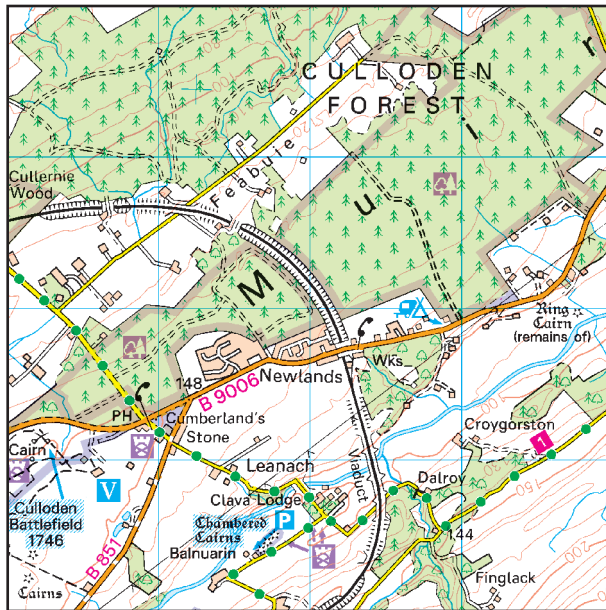 CULLODEN
FOREST
r
i
u
M
Cullernie
Wood
Feabuie
Ring
Cairn
(remains of)
Wks
Newlands
148
B 9006
PH
Cumberland's
Stone
Cairn
Leanach
Croygorston
1
130
150
Culloden
Battlefield
1746
V
Clava Lodge
Viaduct
Dalroy
Chambered
Cairns
P
144
Balnuarin
B 851
Cairns
Finglack
200